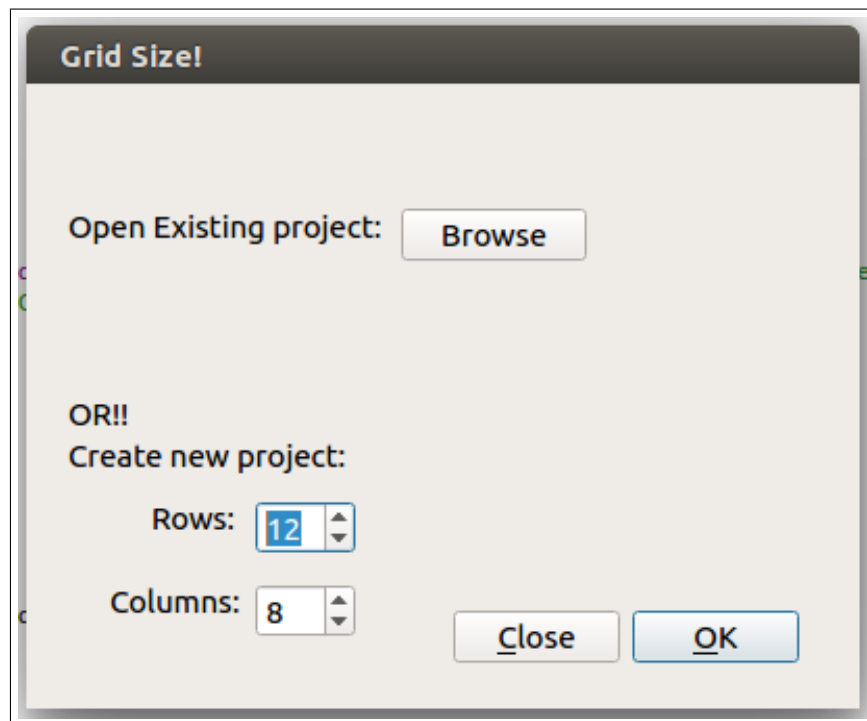 Grid Size!
Open Existing project: Browse
OR!!
Create new project:
Rows: 12
Columns: 8
Close OK